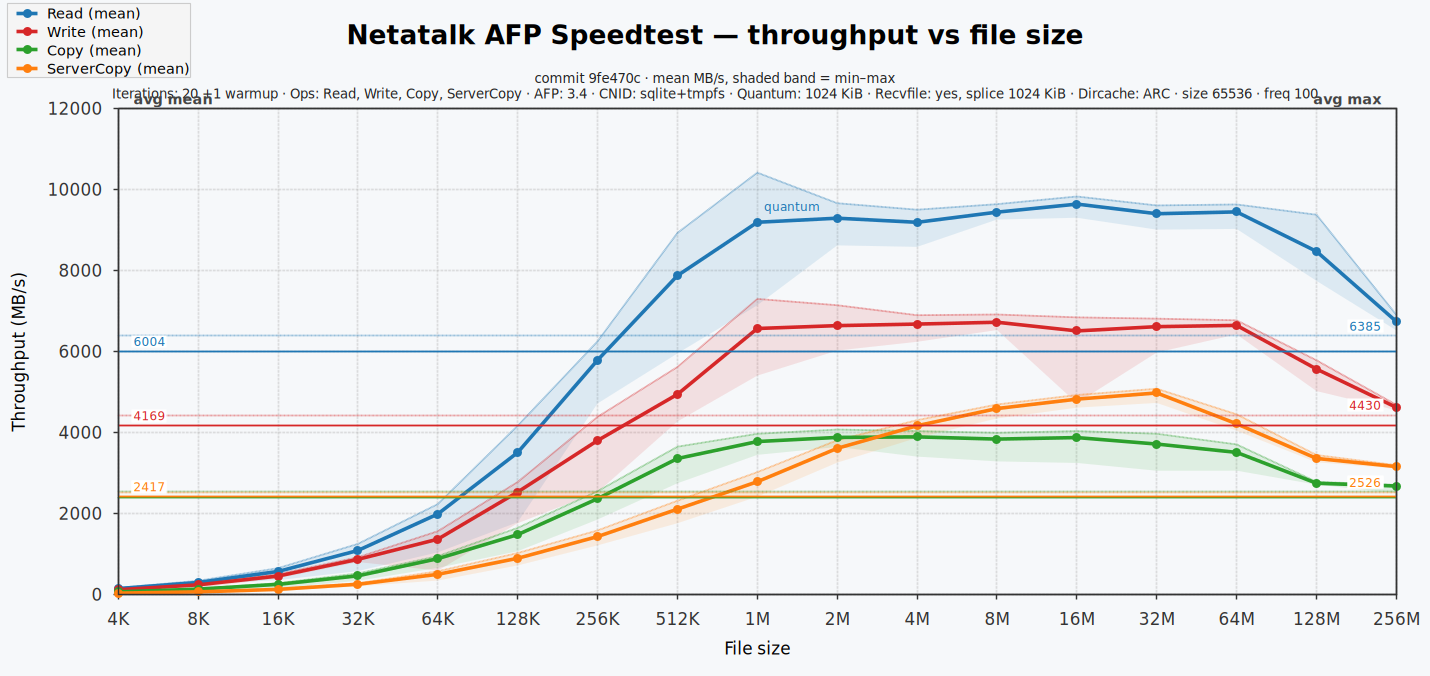 Read (mean)
Write (mean)
Copy (mean)
ServerCopy (mean)
Netatalk AFP Speedtest — throughput vs file size
commit 9fe470c · mean MB/s, shaded band = min–max
Iterations: 20 +1 warmup · Ops: Read, Write, Copy, ServerCopy · AFP: 3.4 · CNID: sqlite+tmpfs · Quantum: 1024 KiB · Recvfile: yes, splice 1024 KiB · Dircache: ARC · size 65536 · freq 100
avg mean
avg max
12000
10000
8000
6000
4000
2000
0
Throughput (MB/s)
quantum
6004
6385
4169
4430
2417
2526
4K 8K 16K 32K 64K 128K 256K 512K 1M 2M 4M 8M 16M 32M 64M 128M 256M
File size